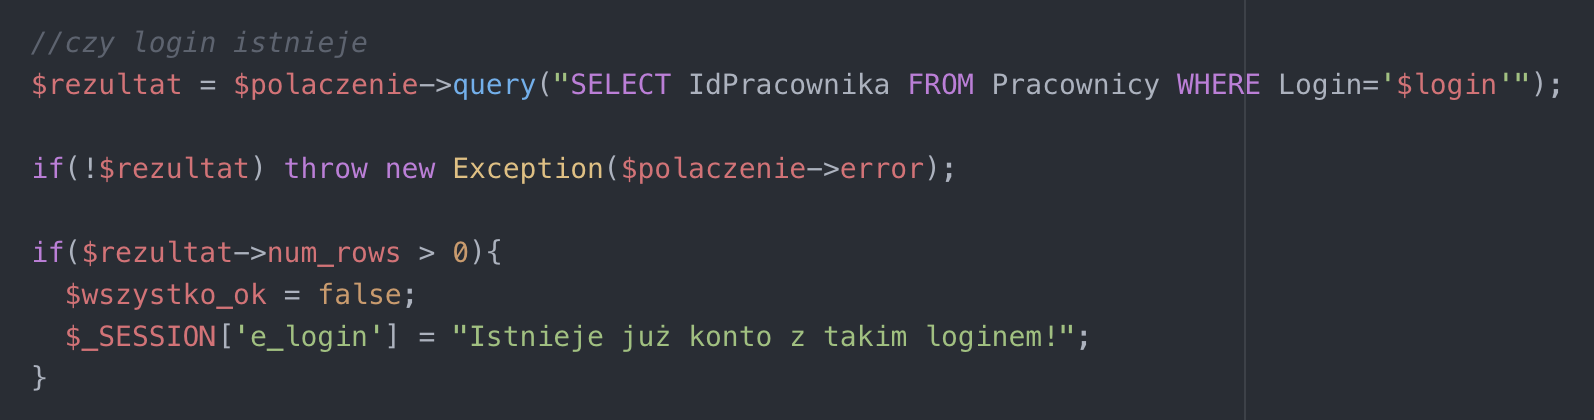 //czy login istnieje
$rezultat = $polaczenie->query("SELECT IdPracownika FROM Pracownicy WHERE Login='$login'");
if(!$rezultat) throw new Exception($polaczenie->error);
if($rezultat->num_rows > 0){
$wszystko_ok = false;
$_SESSION['e_login'] = "Istnieje już konto z takim loginem!";
}